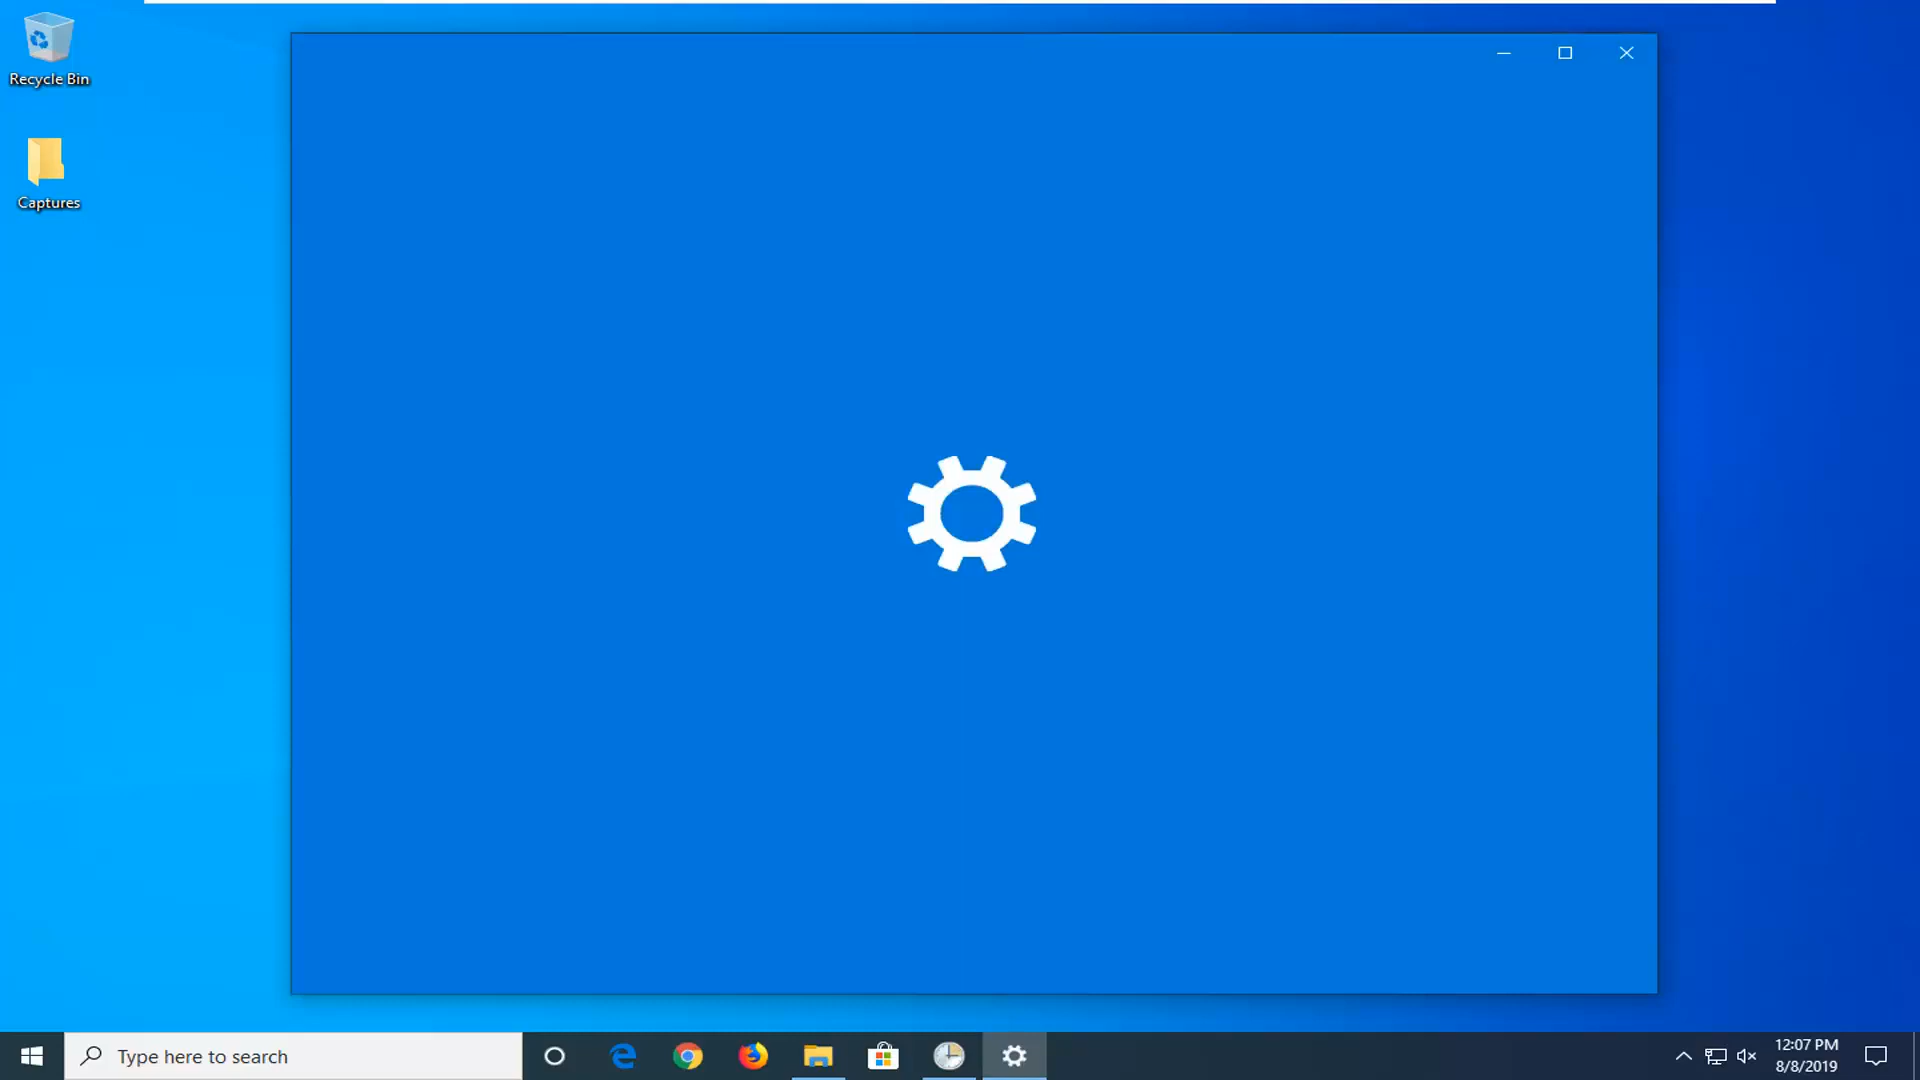 Recycle Bin
Captures
Type here to search
12:07 PM
8/8/2019